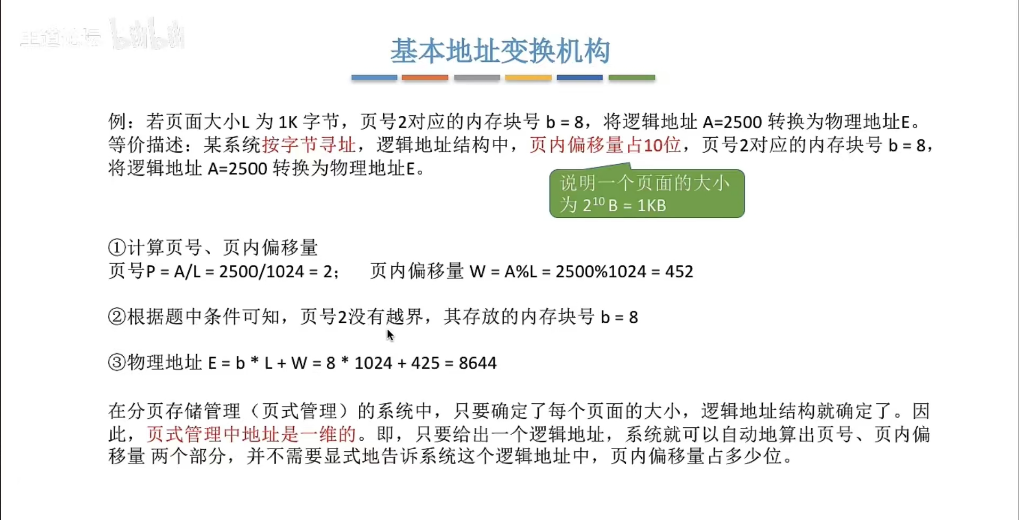 王道论坛 bilibili
基本地址变换机构
例：若页面大小L 为 1K 字节，页号2对应的内存块号 b = 8，将逻辑地址 A=2500 转换为物理地址E。
等价描述：某系统按字节寻址，逻辑地址结构中，页内偏移量占10位，页号2对应的内存块号 b = 8，
将逻辑地址 A=2500 转换为物理地址E。
说明一个页面的大小
为 2¹⁰ B = 1KB
①计算页号、页内偏移量
页号P = A/L = 2500/1024 = 2； 页内偏移量 W = A%L = 2500%1024 = 452
②根据题中条件可知，页号2没有越界，其存放的内存块号 b = 8
③物理地址 E = b * L + W = 8 * 1024 + 425 = 8644
在分页存储管理（页式管理）的系统中，只要确定了每个页面的大小，逻辑地址结构就确定了。因
此，页式管理中地址是一维的。即，只要给出一个逻辑地址，系统就可以自动地算出页号、页内偏
移量 两个部分，并不需要显式地告诉系统这个逻辑地址中，页内偏移量占多少位。